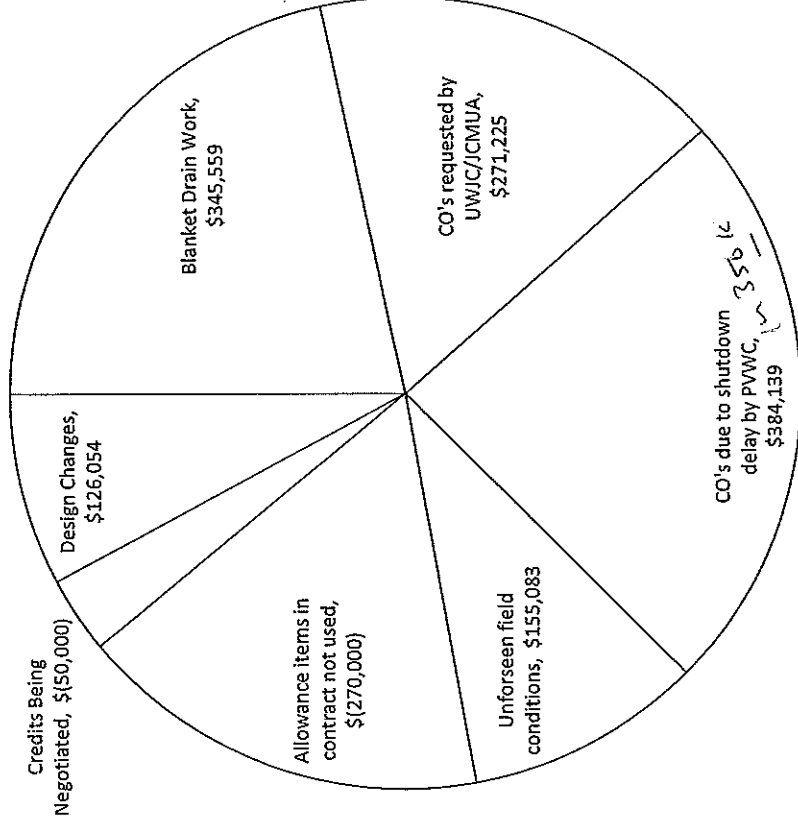 Blanket Drain Work,
$345,559
CO's requested by
UWJC/JCMUA,
$271,225
CO's due to shutdown
delay by PVWC,
$384,139
350 k
Unforseen field
conditions, $155,083
Allowance items in
contract not used,
$(270,000)
Credits Being
Negotiated, $(50,000)
Design Changes,
$126,054